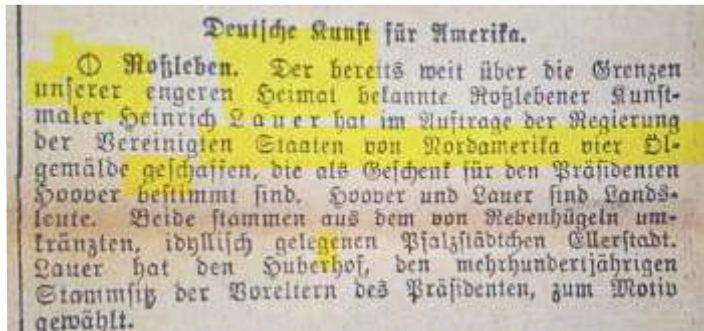 Deutsche Kunst für Amerika.
Roßleben. Der bereits weit über die Grenzen
unserer engeren Heimat bekannte Roßlebener Kunst-
maler Heinrich Lauer hat im Auftrage der Regierung
der Vereinigten Staaten von Nordamerika vier Öl-
gemälde geschaffen, die als Geschenk für den Präsidenten
Hoover bestimmt sind. Hoover und Lauer sind Lands-
leute. Beide stammen aus dem von Rebenhügeln um-
kränzten, idyllisch gelegenen Pfalzstädtchen Ellerstadt.
Lauer hat den Huberhof, den mehrhundertjährigen
Stammsitz der Voreltern des Präsidenten, zum Motiv
gewählt.